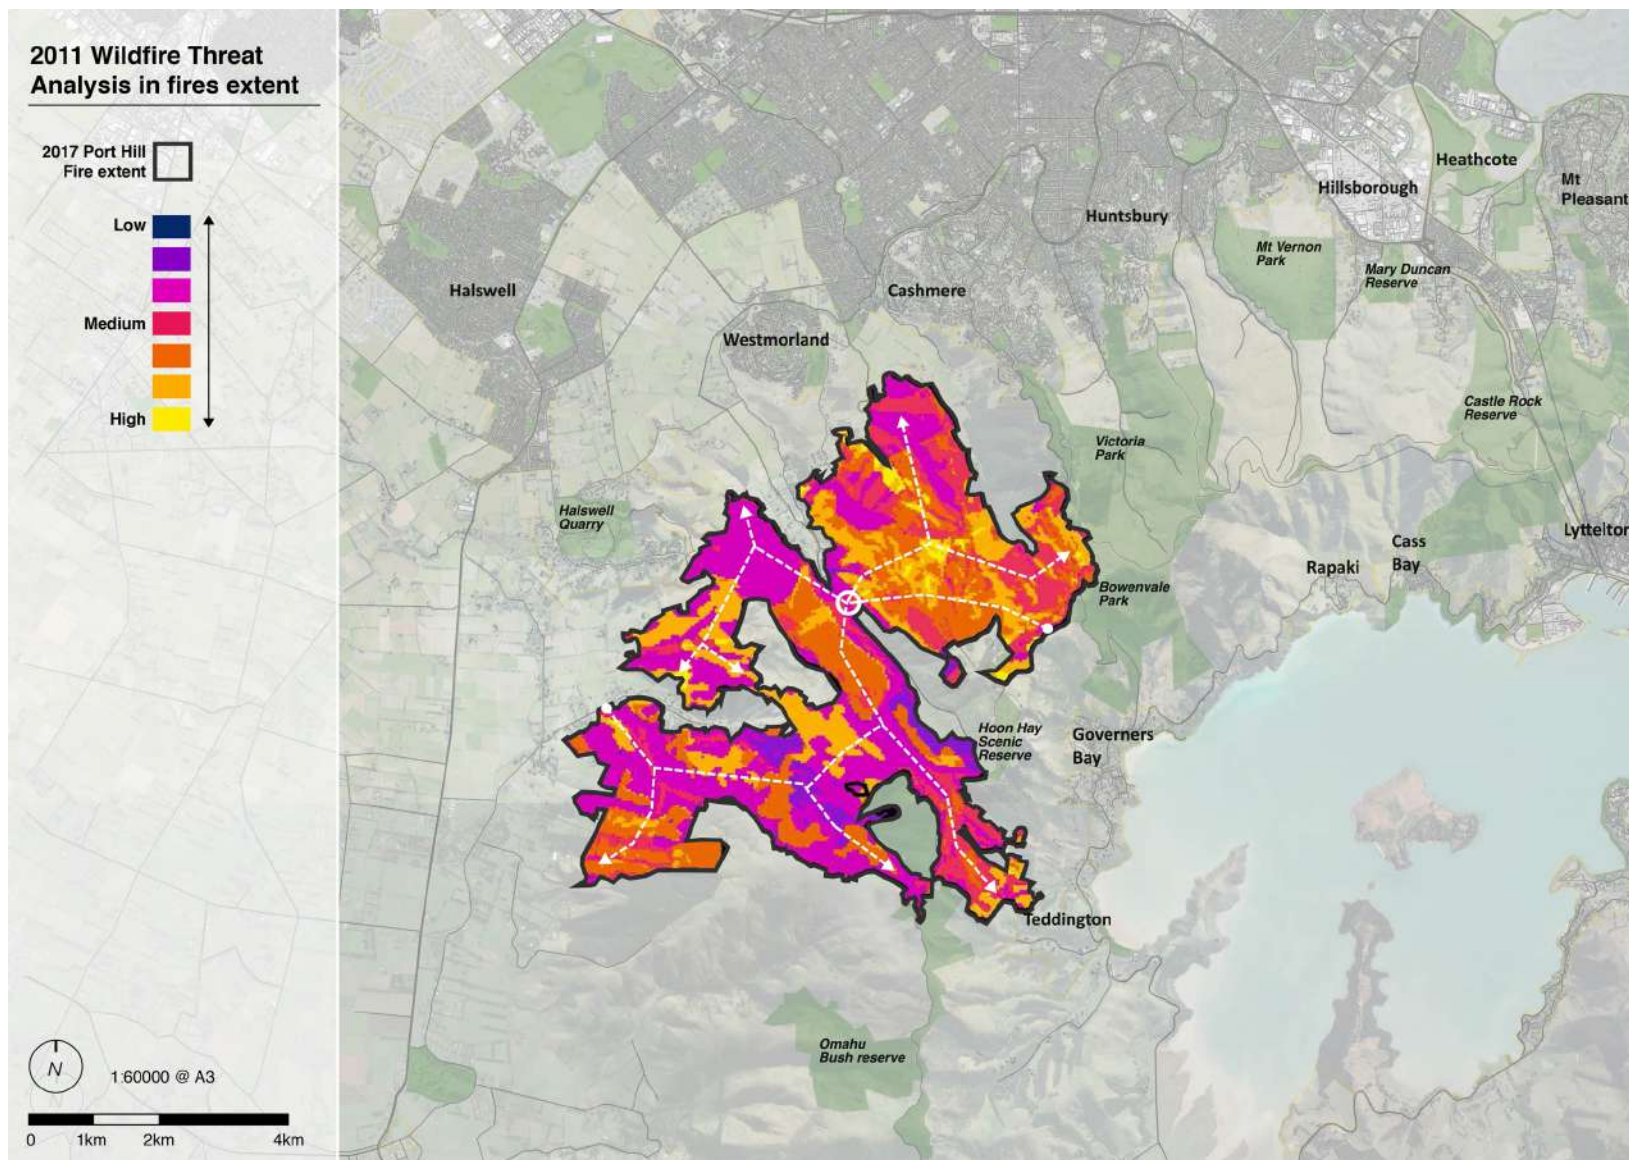 2011 Wildfire Threat
Analysis in fires extent
2017 Port Hill
Fire extent
Low
Medium
High
N
1:60000 @ A3
0 1km 2km 4km
Heathcote
Mt
Pleasant
Hillsborough
Huntsbury
Mt Vernon
Park
Mary Duncan
Reserve
Halswell
Cashmere
Westmorland
Castle Rock
Reserve
Victoria
Park
Halswell
Quarry
Lyttelton
Cass
Bay
Rapaki
Bowenvale
Park
Hoon Hay
Scenic
Reserve
Governers
Bay
Teddington
Omahu
Bush reserve